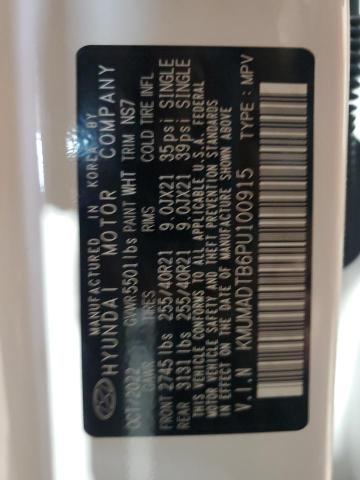 MANUFACTURED IN KOREA BY
HYUNDAI MOTOR COMPANY
OCT/2022 GVWR5501lbs PAINT WHT TRIM NS7
GAWR TIRES RIMS COLD TIRE INFL
FRONT 2745lbs 255/40R21 9.0JX21 35psi SINGLE
REAR 3131lbs 255/40R21 9.0JX21 39psi SINGLE
THIS VEHICLE CONFORMS TO ALL APPLICABLE U.S.A. FEDERAL
MOTOR VEHICLE SAFETY AND THEFT PREVENTION STANDARDS
IN EFFECT ON THE DATE OF MANUFACTURE SHOWN ABOVE
V.I.N KMUMADTB6PU100915 TYPE: MPV